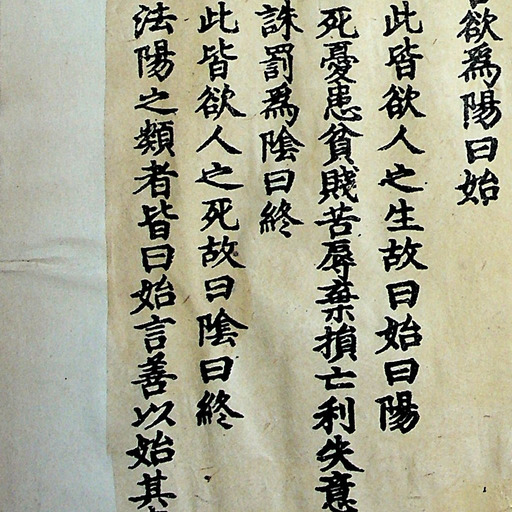 欲爲陽曰始
此皆欲人之生故曰始曰陽
死憂患貧賤苦辱棄損亡利失意
誅罰爲陰曰終
此皆欲人之死故曰陰曰終
法陽之類者皆曰始言善以始其